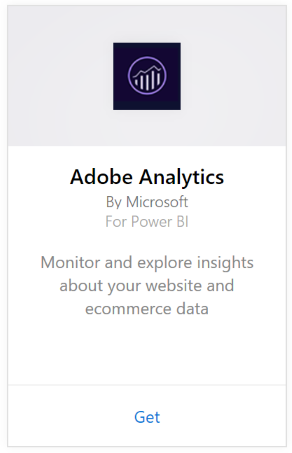 Adobe Analytics
By Microsoft
For Power BI
Monitor and explore insights
about your website and
ecommerce data
Get